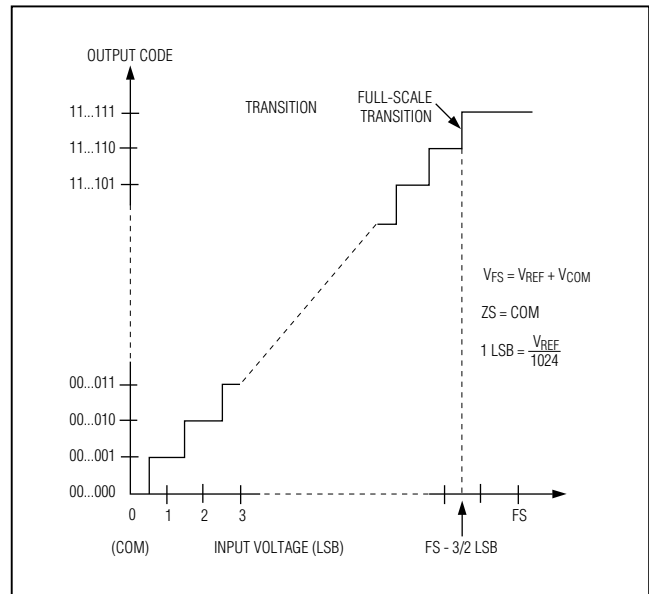 OUTPUT CODE
TRANSITION
FULL-SCALE
TRANSITION
11...111
11...110
11...101
VFS = VREF + VCOM
ZS = COM
1 LSB = VREF
1024
00...011
00...010
00...001
00...000
0
1
2
3
FS
(COM)
INPUT VOLTAGE (LSB)
FS - 3/2 LSB